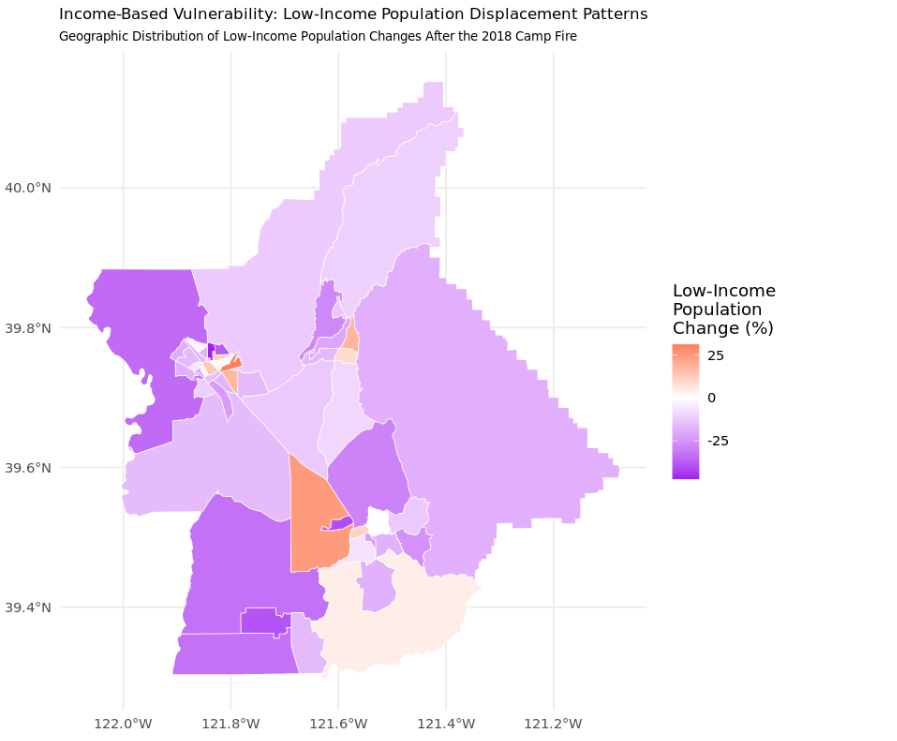 Income-Based Vulnerability: Low-Income Population Displacement Patterns
Geographic Distribution of Low-Income Population Changes After the 2018 Camp Fire
40.0°N
39.8°N
39.6°N
39.4°N
122.0°W
121.8°W
121.6°W
121.4°W
121.2°W
Low-Income
Population
Change (%)
25
0
-25